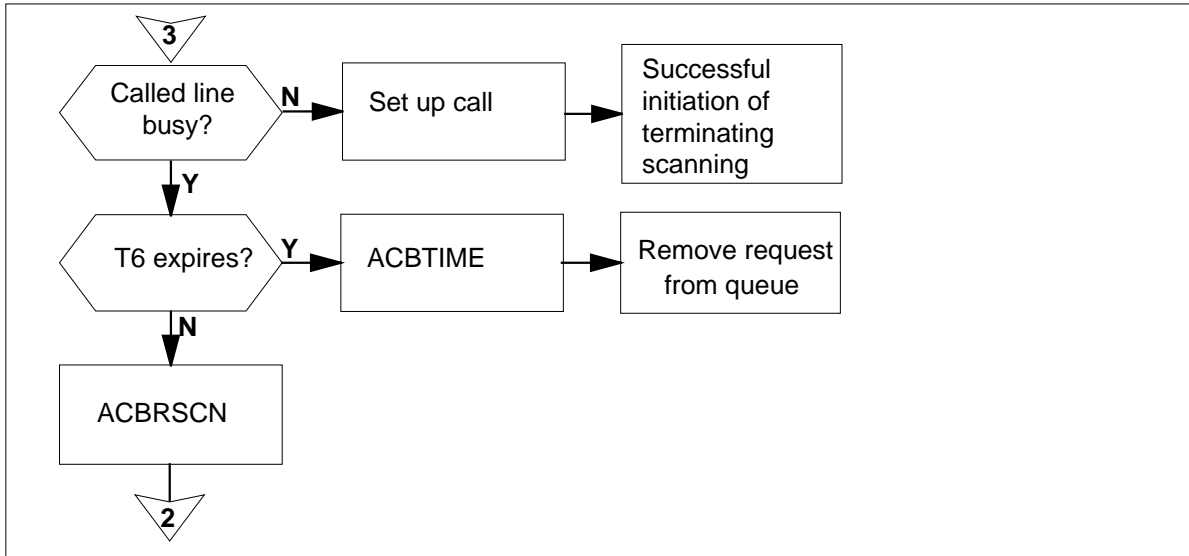 3
Called line
busy?
N
Set up call
Successful
initiation of
terminating
scanning
Y
T6 expires?
Y
ACBTIME
Remove request
from queue
N
ACBRSCN
2